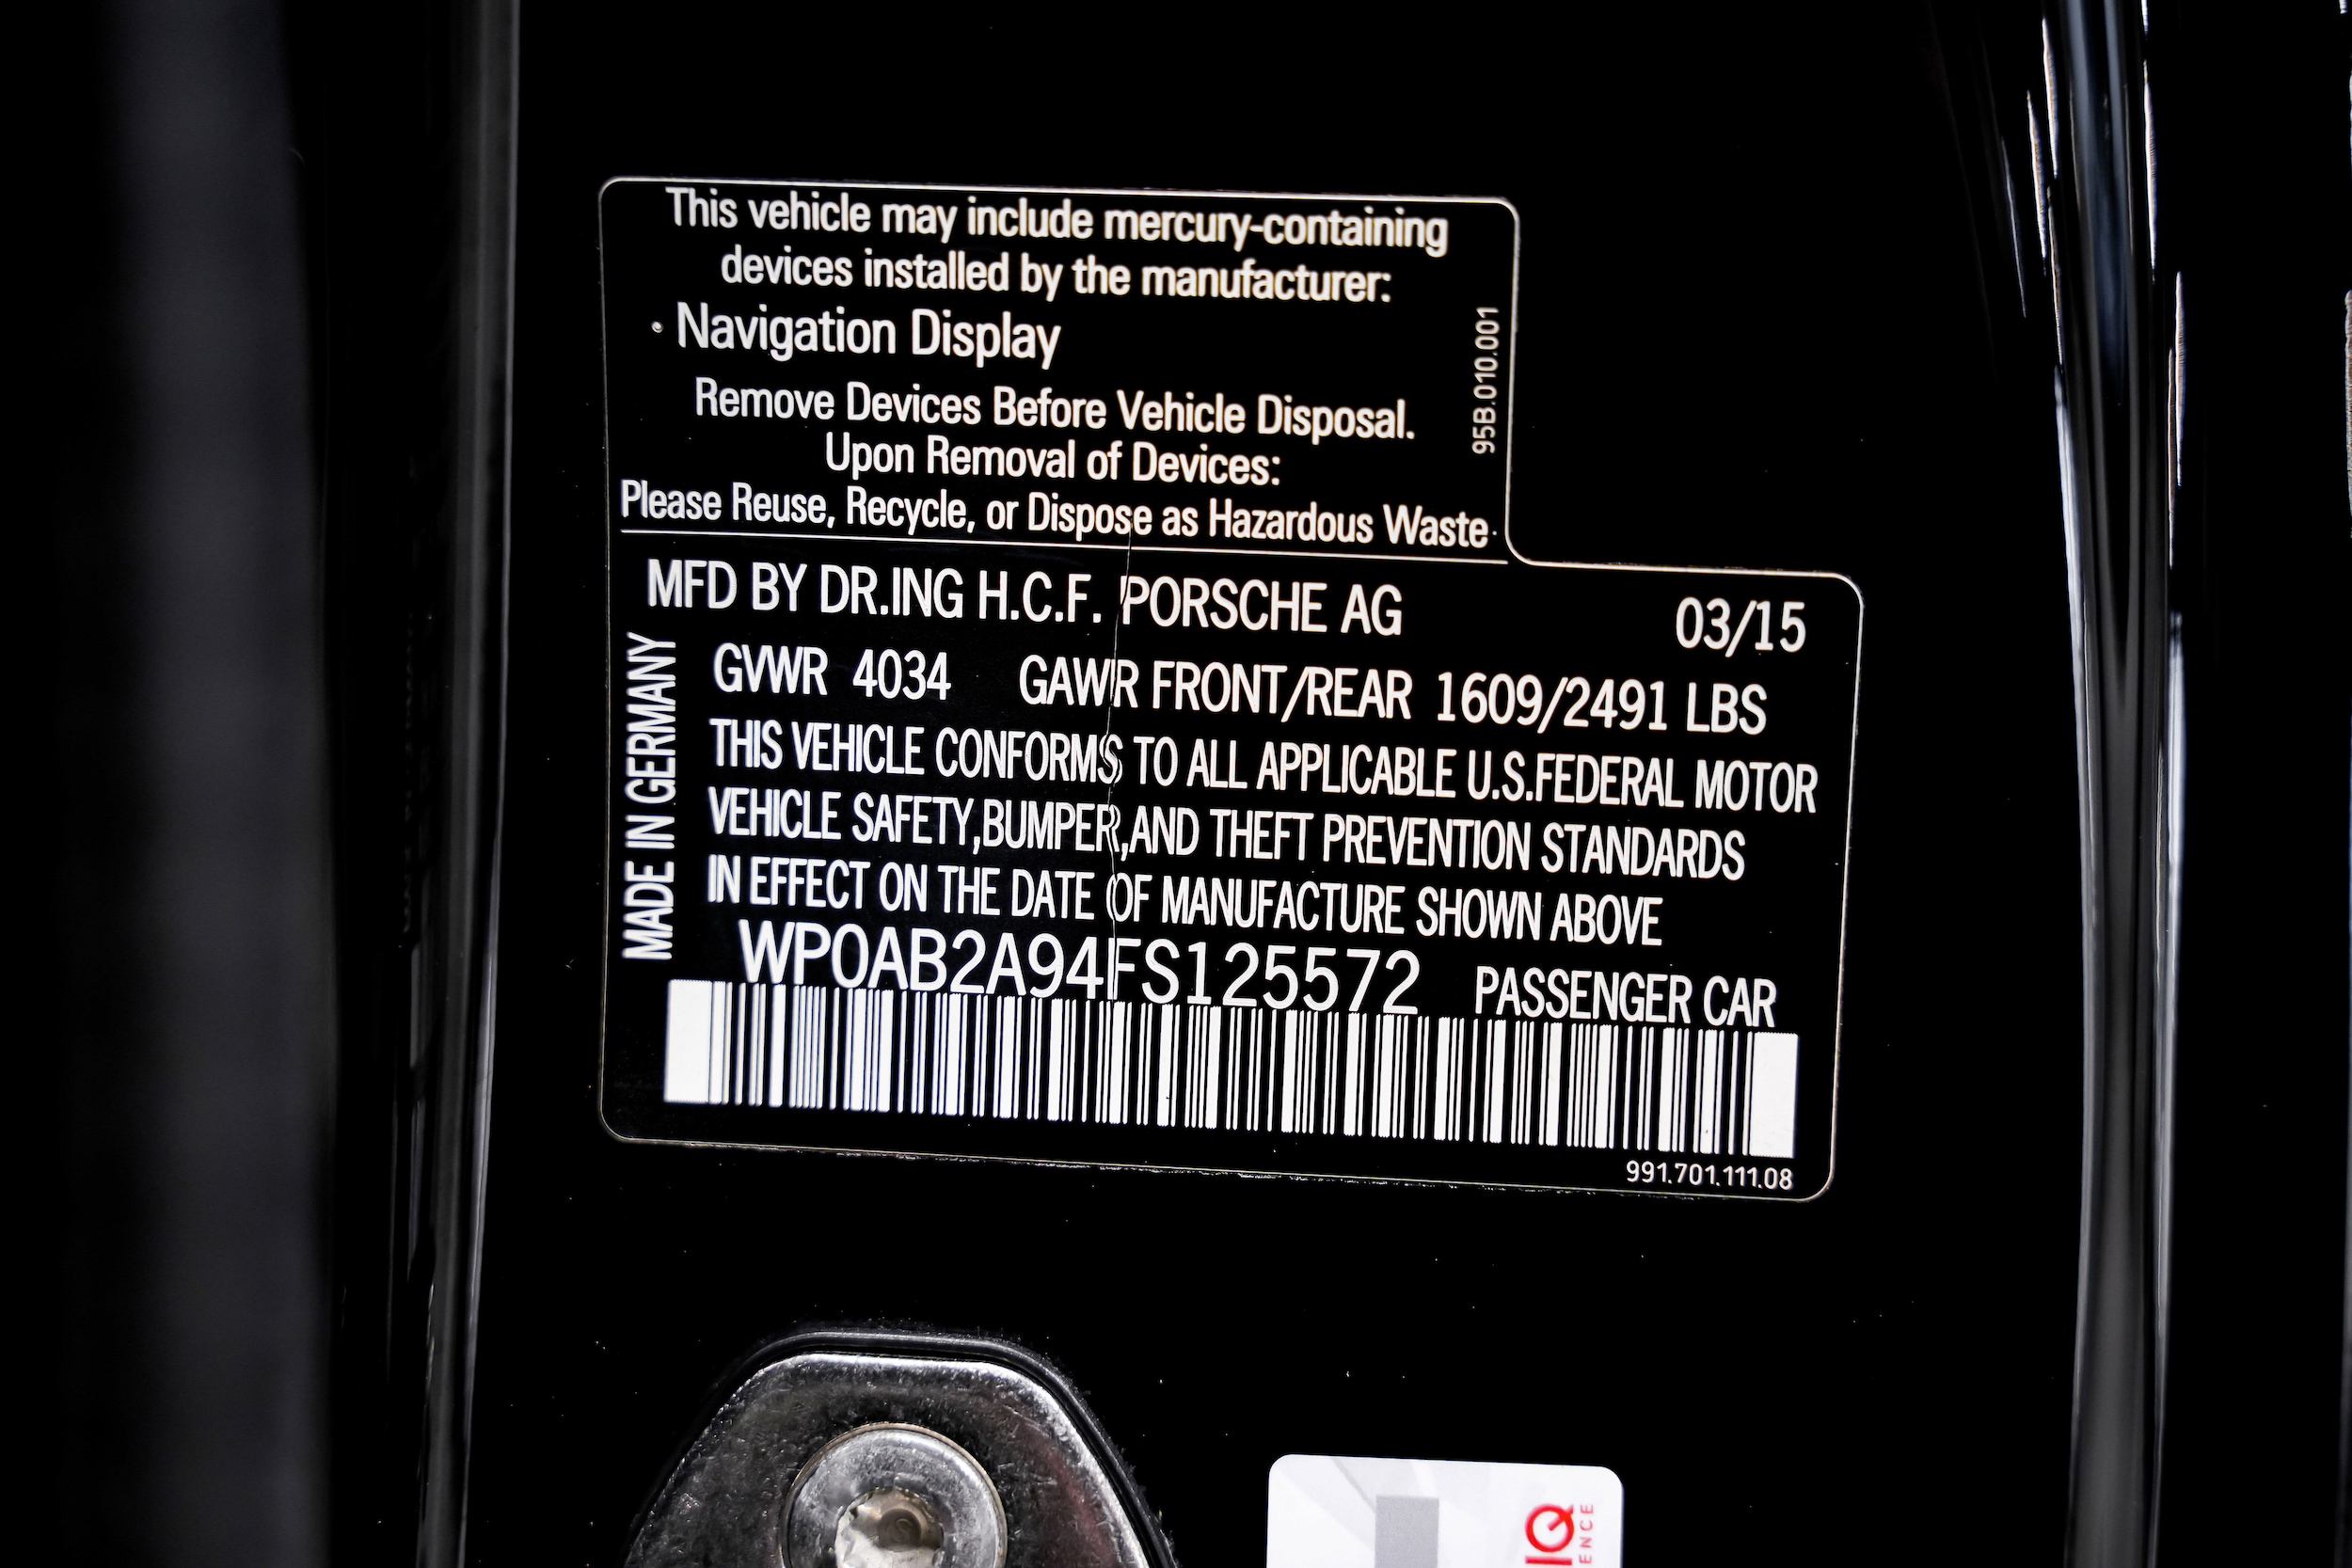 This vehicle may include mercury-containing
devices installed by the manufacturer:
· Navigation Display
Remove Devices Before Vehicle Disposal.
Upon Removal of Devices:
Please Reuse, Recycle, or Dispose as Hazardous Waste.
95B.010.001
MFD BY DR.ING H.C.F. PORSCHE AG 03/15
GVWR 4034 GAWR FRONT/REAR 1609/2491 LBS
THIS VEHICLE CONFORMS TO ALL APPLICABLE U.S.FEDERAL MOTOR
VEHICLE SAFETY,BUMPER,AND THEFT PREVENTION STANDARDS
IN EFFECT ON THE DATE OF MANUFACTURE SHOWN ABOVE
MADE IN GERMANY
WP0AB2A94FS125572 PASSENGER CAR
991.701.111.08